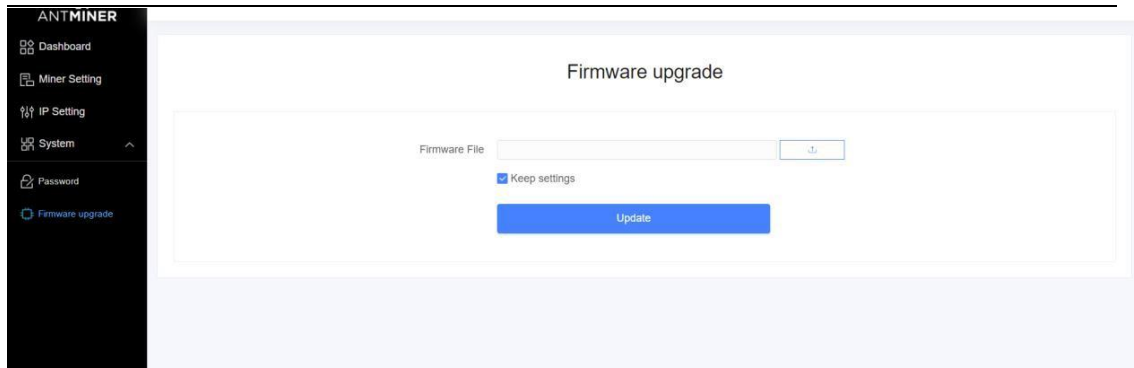 ANTMINER
Dashboard
Miner Setting
IP Setting
System
Password
Firmware upgrade
Firmware upgrade
Firmware File
Keep settings
Update